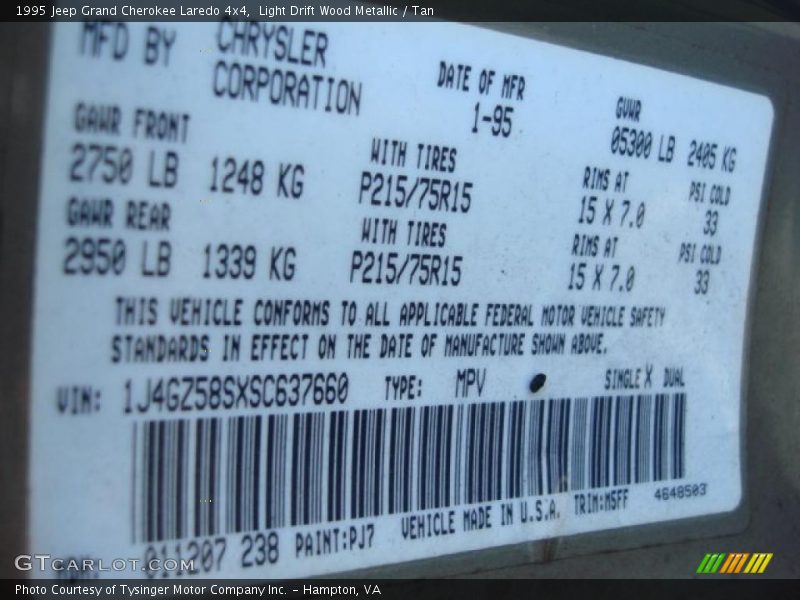 1995 Jeep Grand Cherokee Laredo 4x4, Light Drift Wood Metallic / Tan
MFD BY CHRYSLER CORPORATION DATE OF MFR 1-95 GVWR 05300 LB 2405 KG
GAWR FRONT WITH TIRES RIMS AT PSI COLD
2750 LB 1248 KG P215/75R15 15 X 7.0 33
GAWR REAR WITH TIRES RIMS AT PSI COLD
2950 LB 1339 KG P215/75R15 15 X 7.0 33
THIS VEHICLE CONFORMS TO ALL APPLICABLE FEDERAL MOTOR VEHICLE SAFETY
STANDARDS IN EFFECT ON THE DATE OF MANUFACTURE SHOWN ABOVE.
VIN: 1J4GZ58SXSC637660 TYPE: MPV SINGLE X DUAL
011207 238 PAINT:PJ7 VEHICLE MADE IN U.S.A. TRIM:M5FF 4648503
GTcarlot.com
Photo Courtesy of Tysinger Motor Company Inc. - Hampton, VA